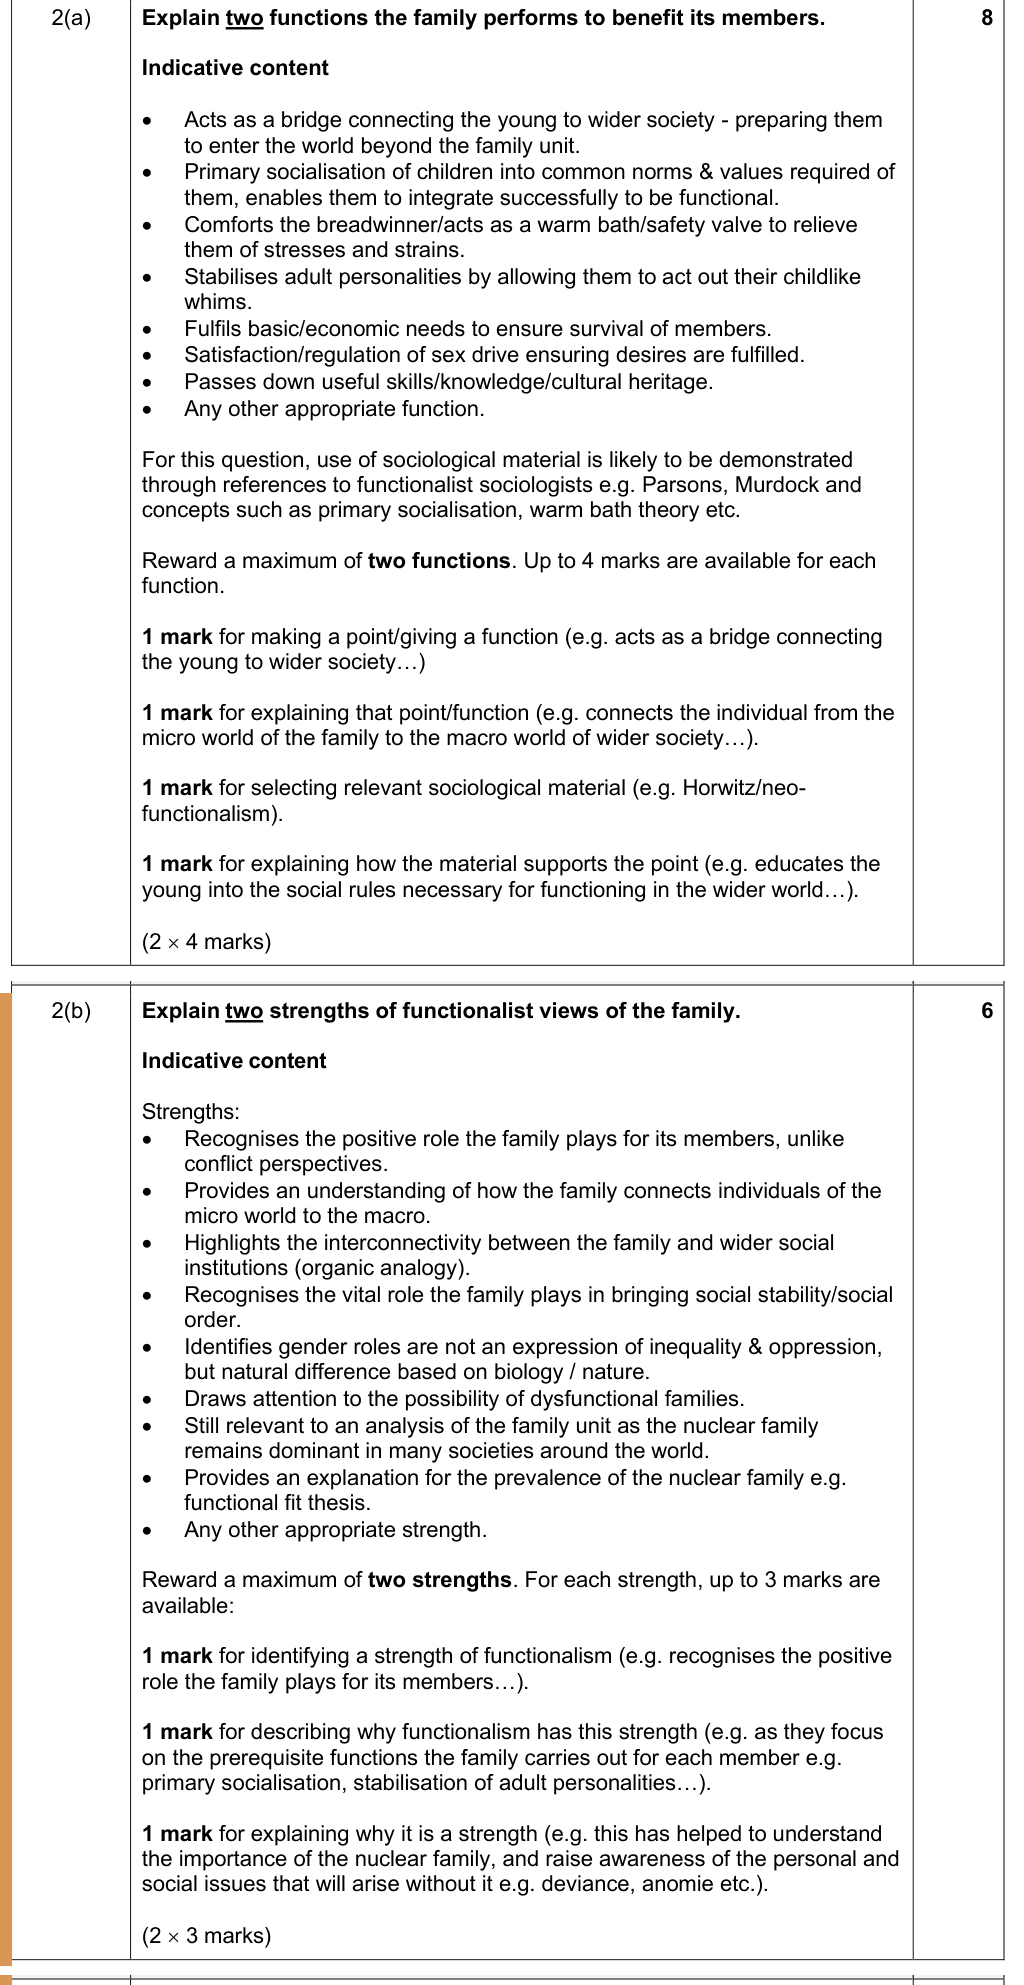 2(a) Explain two functions the family performs to benefit its members. 8
Indicative content
• Acts as a bridge connecting the young to wider society - preparing them
to enter the world beyond the family unit.
• Primary socialisation of children into common norms & values required of
them, enables them to integrate successfully to be functional.
• Comforts the breadwinner/acts as a warm bath/safety valve to relieve
them of stresses and strains.
• Stabilises adult personalities by allowing them to act out their childlike
whims.
• Fulfils basic/economic needs to ensure survival of members.
• Satisfaction/regulation of sex drive ensuring desires are fulfilled.
• Passes down useful skills/knowledge/cultural heritage.
• Any other appropriate function.
For this question, use of sociological material is likely to be demonstrated
through references to functionalist sociologists e.g. Parsons, Murdock and
concepts such as primary socialisation, warm bath theory etc.
Reward a maximum of two functions. Up to 4 marks are available for each
function.
1 mark for making a point/giving a function (e.g. acts as a bridge connecting
the young to wider society…)
1 mark for explaining that point/function (e.g. connects the individual from the
micro world of the family to the macro world of wider society…).
1 mark for selecting relevant sociological material (e.g. Horwitz/neo-
functionalism).
1 mark for explaining how the material supports the point (e.g. educates the
young into the social rules necessary for functioning in the wider world…).
(2 × 4 marks)
2(b) Explain two strengths of functionalist views of the family. 6
Indicative content
Strengths:
• Recognises the positive role the family plays for its members, unlike
conflict perspectives.
• Provides an understanding of how the family connects individuals of the
micro world to the macro.
• Highlights the interconnectivity between the family and wider social
institutions (organic analogy).
• Recognises the vital role the family plays in bringing social stability/social
order.
• Identifies gender roles are not an expression of inequality & oppression,
but natural difference based on biology / nature.
• Draws attention to the possibility of dysfunctional families.
• Still relevant to an analysis of the family unit as the nuclear family
remains dominant in many societies around the world.
• Provides an explanation for the prevalence of the nuclear family e.g.
functional fit thesis.
• Any other appropriate strength.
Reward a maximum of two strengths. For each strength, up to 3 marks are
available:
1 mark for identifying a strength of functionalism (e.g. recognises the positive
role the family plays for its members…).
1 mark for describing why functionalism has this strength (e.g. as they focus
on the prerequisite functions the family carries out for each member e.g.
primary socialisation, stabilisation of adult personalities…).
1 mark for explaining why it is a strength (e.g. this has helped to understand
the importance of the nuclear family, and raise awareness of the personal and
social issues that will arise without it e.g. deviance, anomie etc.).
(2 × 3 marks)